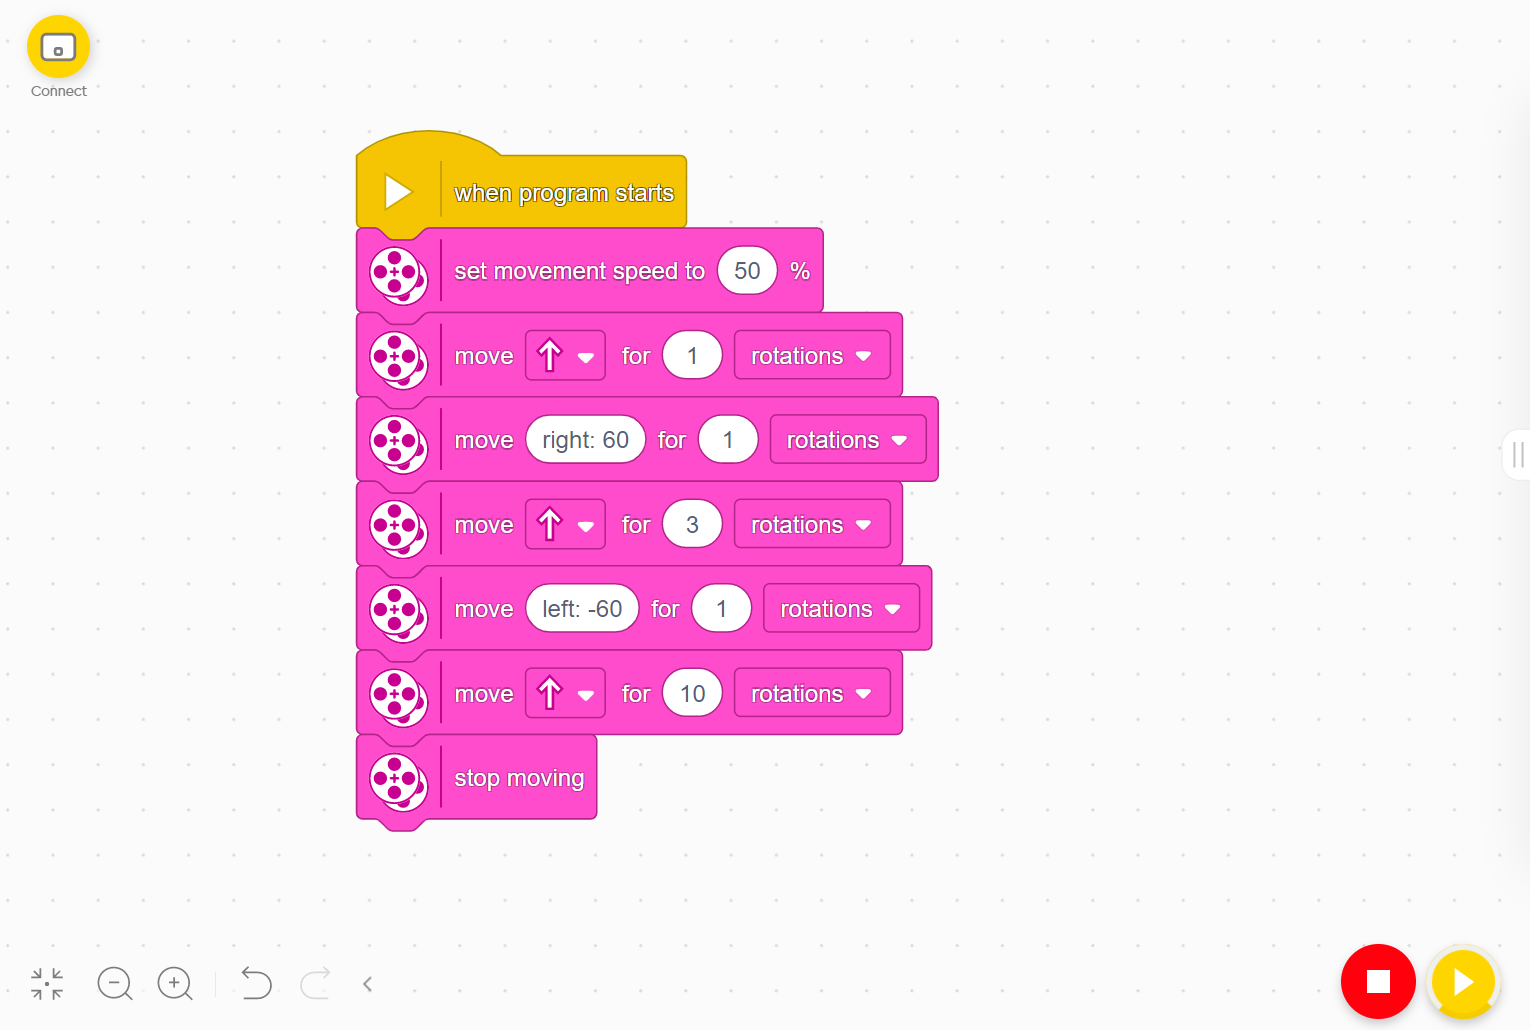 Connect
when program starts
set movement speed to 50 %
move for 1 rotations
move right: 60 for 1 rotations
move for 3 rotations
move left: -60 for 1 rotations
move for 10 rotations
stop moving